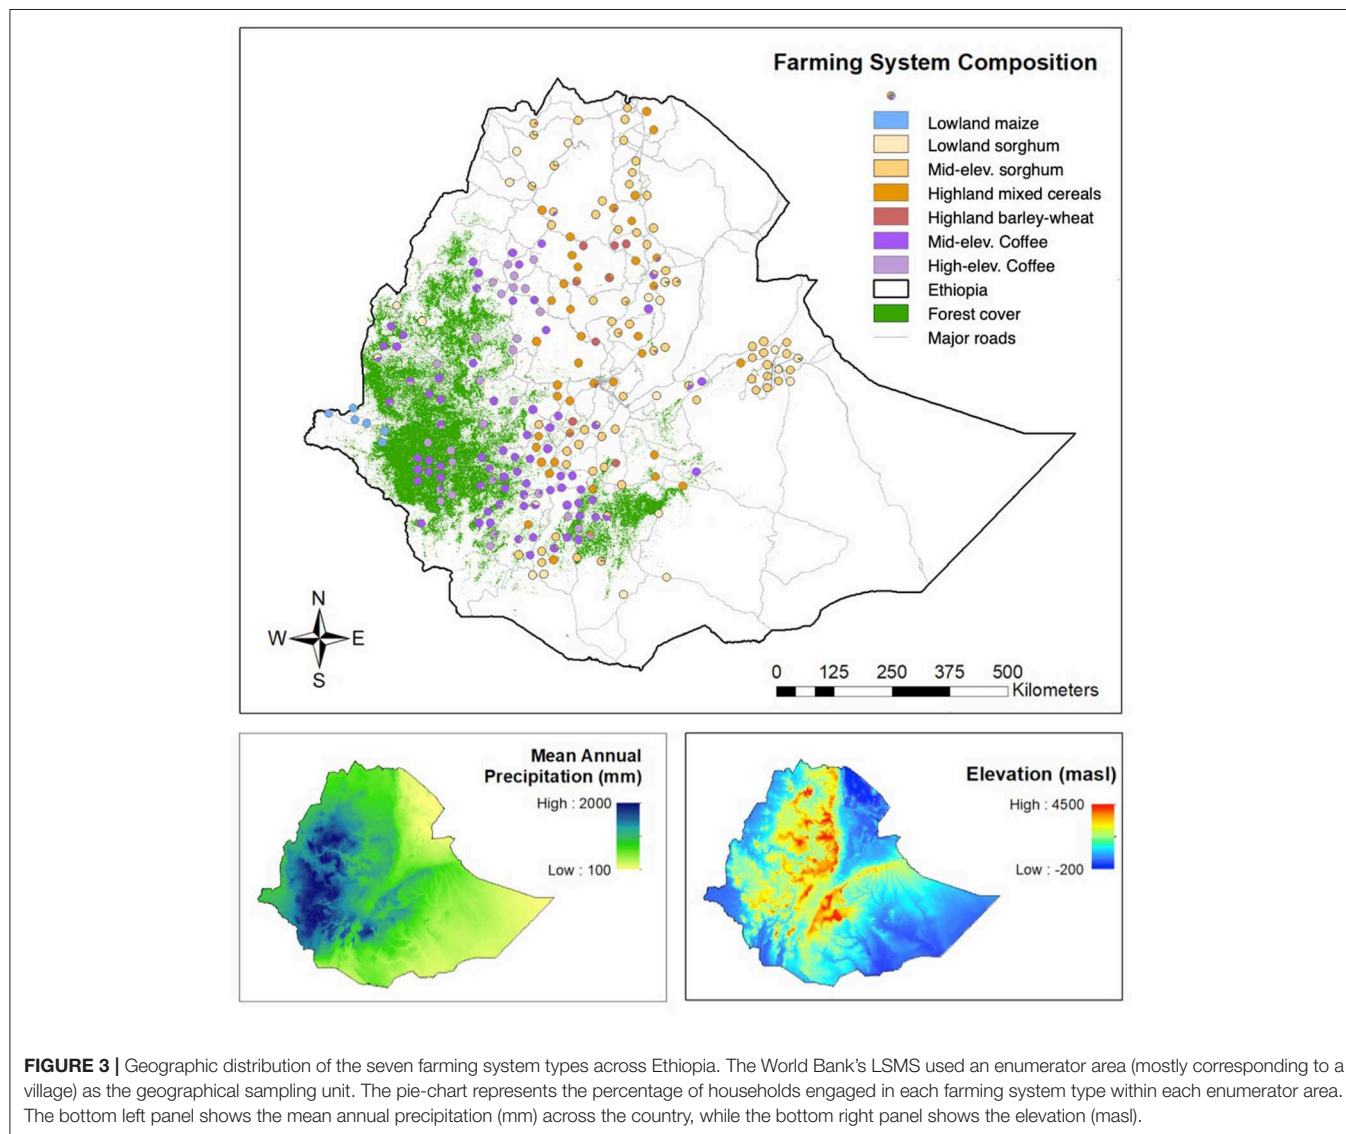 Farming System Composition
Lowland maize
Lowland sorghum
Mid-elev. sorghum
Highland mixed cereals
Highland barley-wheat
Mid-elev. Coffee
High-elev. Coffee
Ethiopia
Forest cover
Major roads
N
W E
S
0 125 250 375 500
Kilometers
Mean Annual
Precipitation (mm)
High : 2000
Low : 100
Elevation (masl)
High : 4500
Low : -200
FIGURE 3 | Geographic distribution of the seven farming system types across Ethiopia. The World Bank's LSMS used an enumerator area (mostly corresponding to a
village) as the geographical sampling unit. The pie-chart represents the percentage of households engaged in each farming system type within each enumerator area.
The bottom left panel shows the mean annual precipitation (mm) across the country, while the bottom right panel shows the elevation (masl).